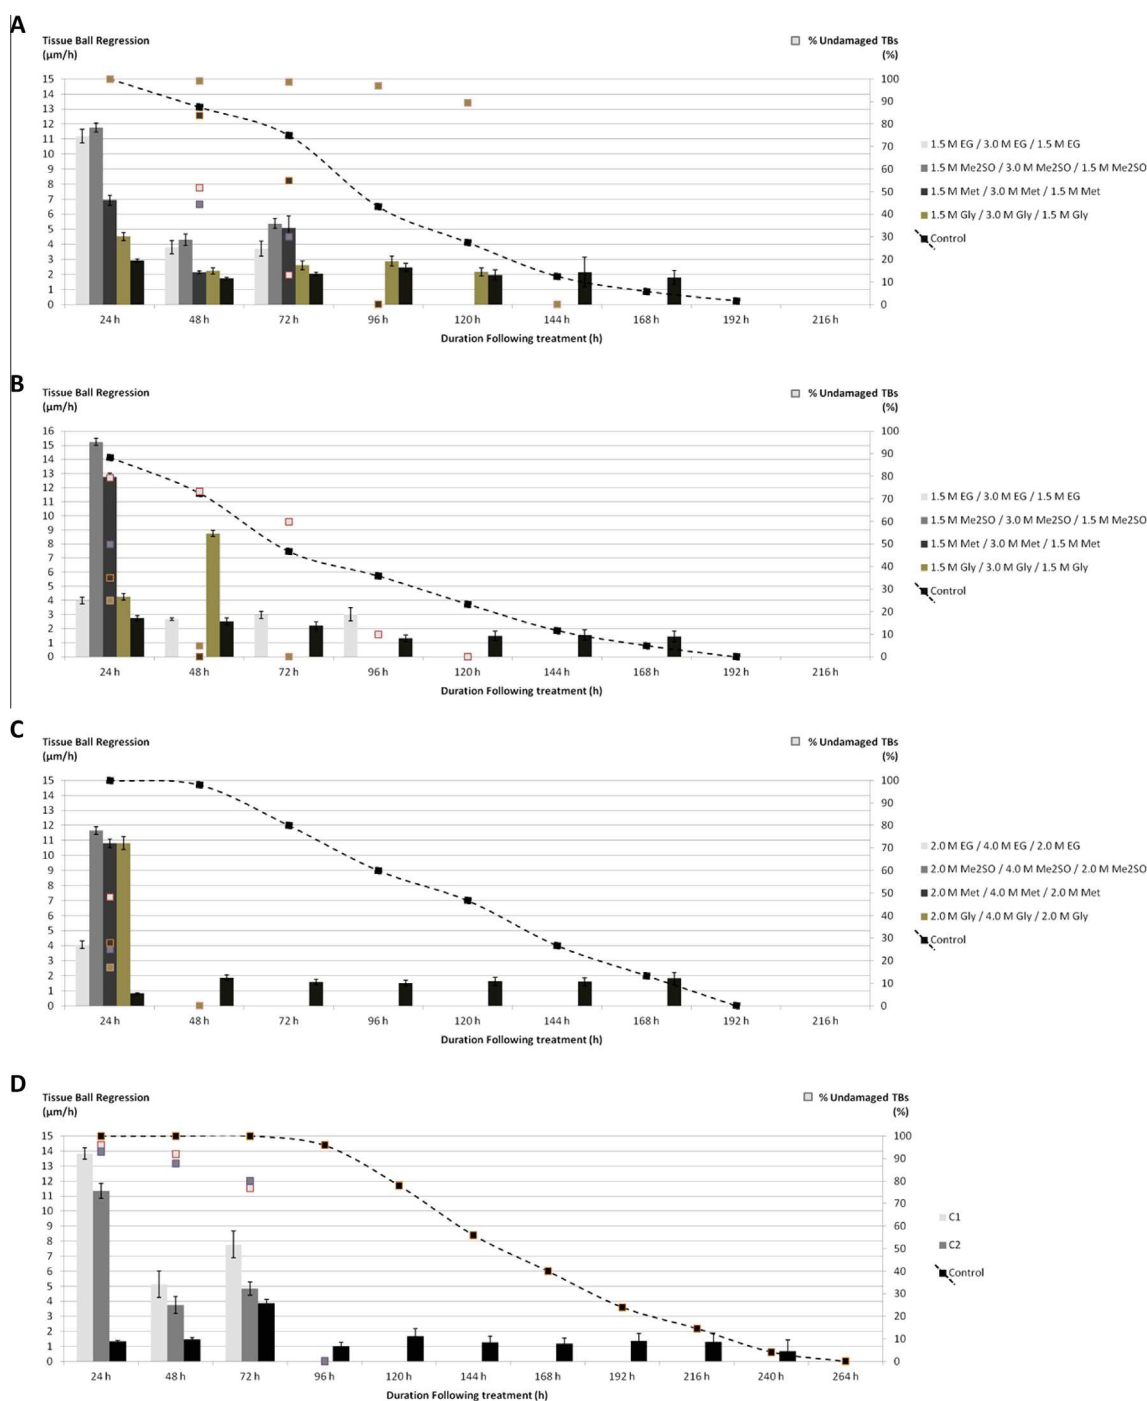 A
Tissue Ball Regression
(µm/h)
% Undamaged TBs
(%)
15
14
13
12
11
10
9
8
7
6
5
4
3
2
1
0
100
90
80
70
60
50
40
30
20
10
0
24 h 48 h 72 h 96 h 120 h 144 h 168 h 192 h 216 h
Duration Following treatment (h)
1.5 M EG / 3.0 M EG / 1.5 M EG
1.5 M Me2SO / 3.0 M Me2SO / 1.5 M Me2SO
1.5 M Met / 3.0 M Met / 1.5 M Met
1.5 M Gly / 3.0 M Gly / 1.5 M Gly
Control
B
Tissue Ball Regression
(µm/h)
% Undamaged TBs
(%)
16
15
14
13
12
11
10
9
8
7
6
5
4
3
2
1
0
100
90
80
70
60
50
40
30
20
10
0
24 h 48 h 72 h 96 h 120 h 144 h 168 h 192 h 216 h
Duration Following treatment (h)
1.5 M EG / 3.0 M EG / 1.5 M EG
1.5 M Me2SO / 3.0 M Me2SO / 1.5 M Me2SO
1.5 M Met / 3.0 M Met / 1.5 M Met
1.5 M Gly / 3.0 M Gly / 1.5 M Gly
Control
C
Tissue Ball Regression
(µm/h)
% Undamaged TBs
(%)
15
14
13
12
11
10
9
8
7
6
5
4
3
2
1
0
100
90
80
70
60
50
40
30
20
10
0
24 h 48 h 72 h 96 h 120 h 144 h 168 h 192 h 216 h
Duration Following treatment (h)
2.0 M EG / 4.0 M EG / 2.0 M EG
2.0 M Me2SO / 4.0 M Me2SO / 2.0 M Me2SO
2.0 M Met / 4.0 M Met / 2.0 M Met
2.0 M Gly / 4.0 M Gly / 2.0 M Gly
Control
D
Tissue Ball Regression
(µm/h)
% Undamaged TBs
(%)
15
14
13
12
11
10
9
8
7
6
5
4
3
2
1
0
100
90
80
70
60
50
40
30
20
10
0
24 h 48 h 72 h 96 h 120 h 144 h 168 h 192 h 216 h 240 h 264 h
Duration Following treatment (h)
C1
C2
Control